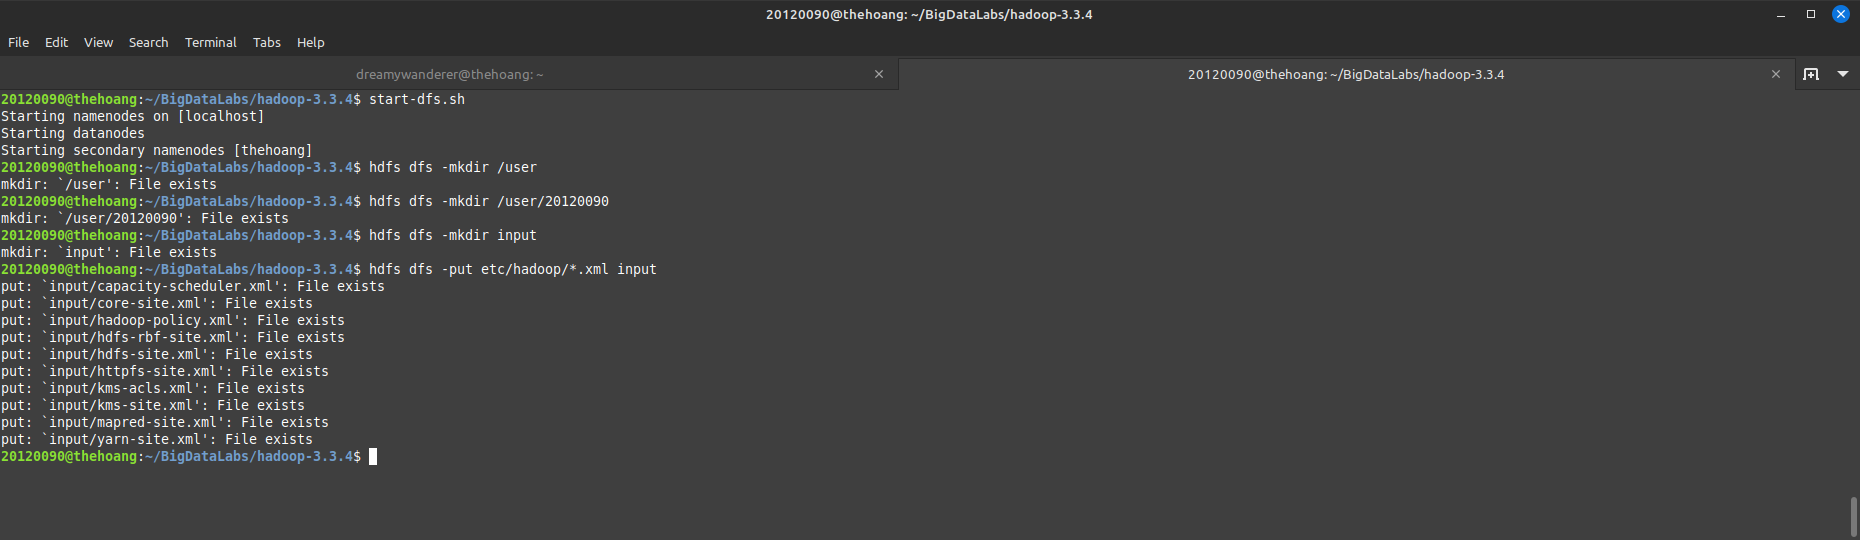 20120090@thehoang: ~/BigDataLabs/hadoop-3.3.4
File Edit View Search Terminal Tabs Help
dreamywanderer@thehoang: ~
20120090@thehoang: ~/BigDataLabs/hadoop-3.3.4
20120090@thehoang:~/BigDataLabs/hadoop-3.3.4$ start-dfs.sh
Starting namenodes on [localhost]
Starting datanodes
Starting secondary namenodes [thehoang]
20120090@thehoang:~/BigDataLabs/hadoop-3.3.4$ hdfs dfs -mkdir /user
mkdir: `/user': File exists
20120090@thehoang:~/BigDataLabs/hadoop-3.3.4$ hdfs dfs -mkdir /user/20120090
mkdir: `/user/20120090': File exists
20120090@thehoang:~/BigDataLabs/hadoop-3.3.4$ hdfs dfs -mkdir input
mkdir: `input': File exists
20120090@thehoang:~/BigDataLabs/hadoop-3.3.4$ hdfs dfs -put etc/hadoop/*.xml input
put: `input/capacity-scheduler.xml': File exists
put: `input/core-site.xml': File exists
put: `input/hadoop-policy.xml': File exists
put: `input/hdfs-rbf-site.xml': File exists
put: `input/hdfs-site.xml': File exists
put: `input/httpfs-site.xml': File exists
put: `input/kms-acls.xml': File exists
put: `input/kms-site.xml': File exists
put: `input/mapred-site.xml': File exists
put: `input/yarn-site.xml': File exists
20120090@thehoang:~/BigDataLabs/hadoop-3.3.4$